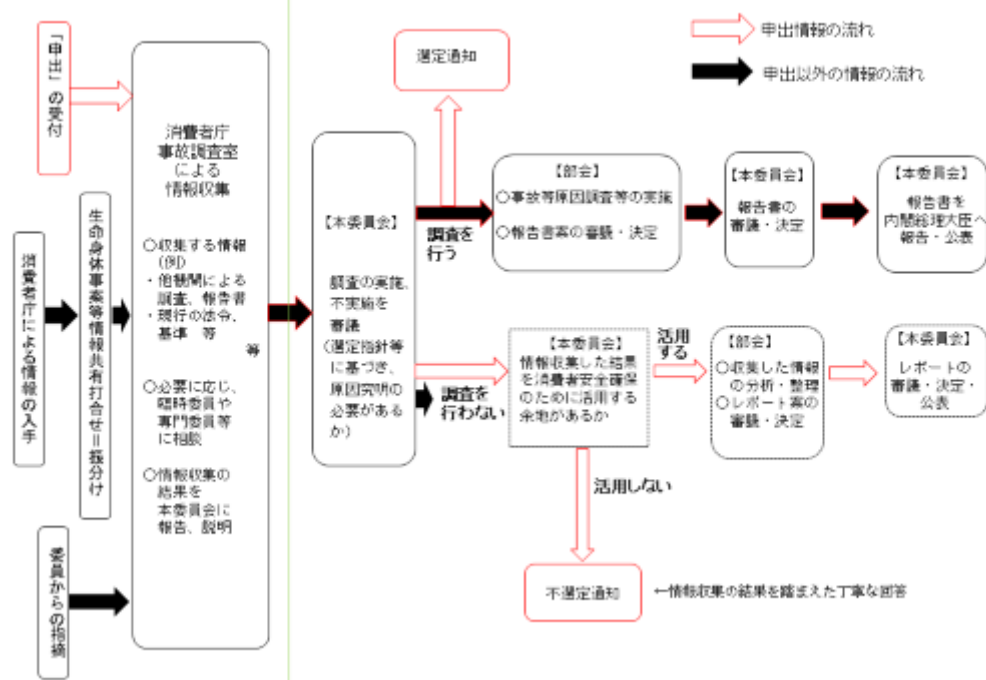 「申出」の受付
消費者庁による情報の入手
生命身体事案等情報共有打合せ=振分け
委員からの指摘
消費者庁
事故調査室
による
情報収集
○収集する情報
(例)
・他機関による
調査、報告書
・現行の法令、
基準 等
等
○必要に応じ、
臨時委員や
専門委員等
に相談
○情報収集の
結果を
本委員会に
報告、説明
【本委員会】
調査の実施、
不実施を
審議
(選定指針等
に基づき、
原因究明の
必要がある
か)
選定通知
調査を
行う
【部会】
○事故等原因調査等の実施
○報告書案の審議・決定
【本委員会】
報告書の
審議・決定
【本委員会】
報告書を
内閣総理大臣へ
報告・公表
調査を
行わない
【本委員会】
情報収集した結果
を消費者安全確保
のために活用する
余地があるか
活用
する
【部会】
○収集した情報
の分析・整理
○レポート案の
審議・決定
【本委員会】
レポートの
審議・決定・
公表
活用しない
不選定通知
←情報収集の結果を踏まえた丁寧な回答
申出情報の流れ
申出以外の情報の流れ